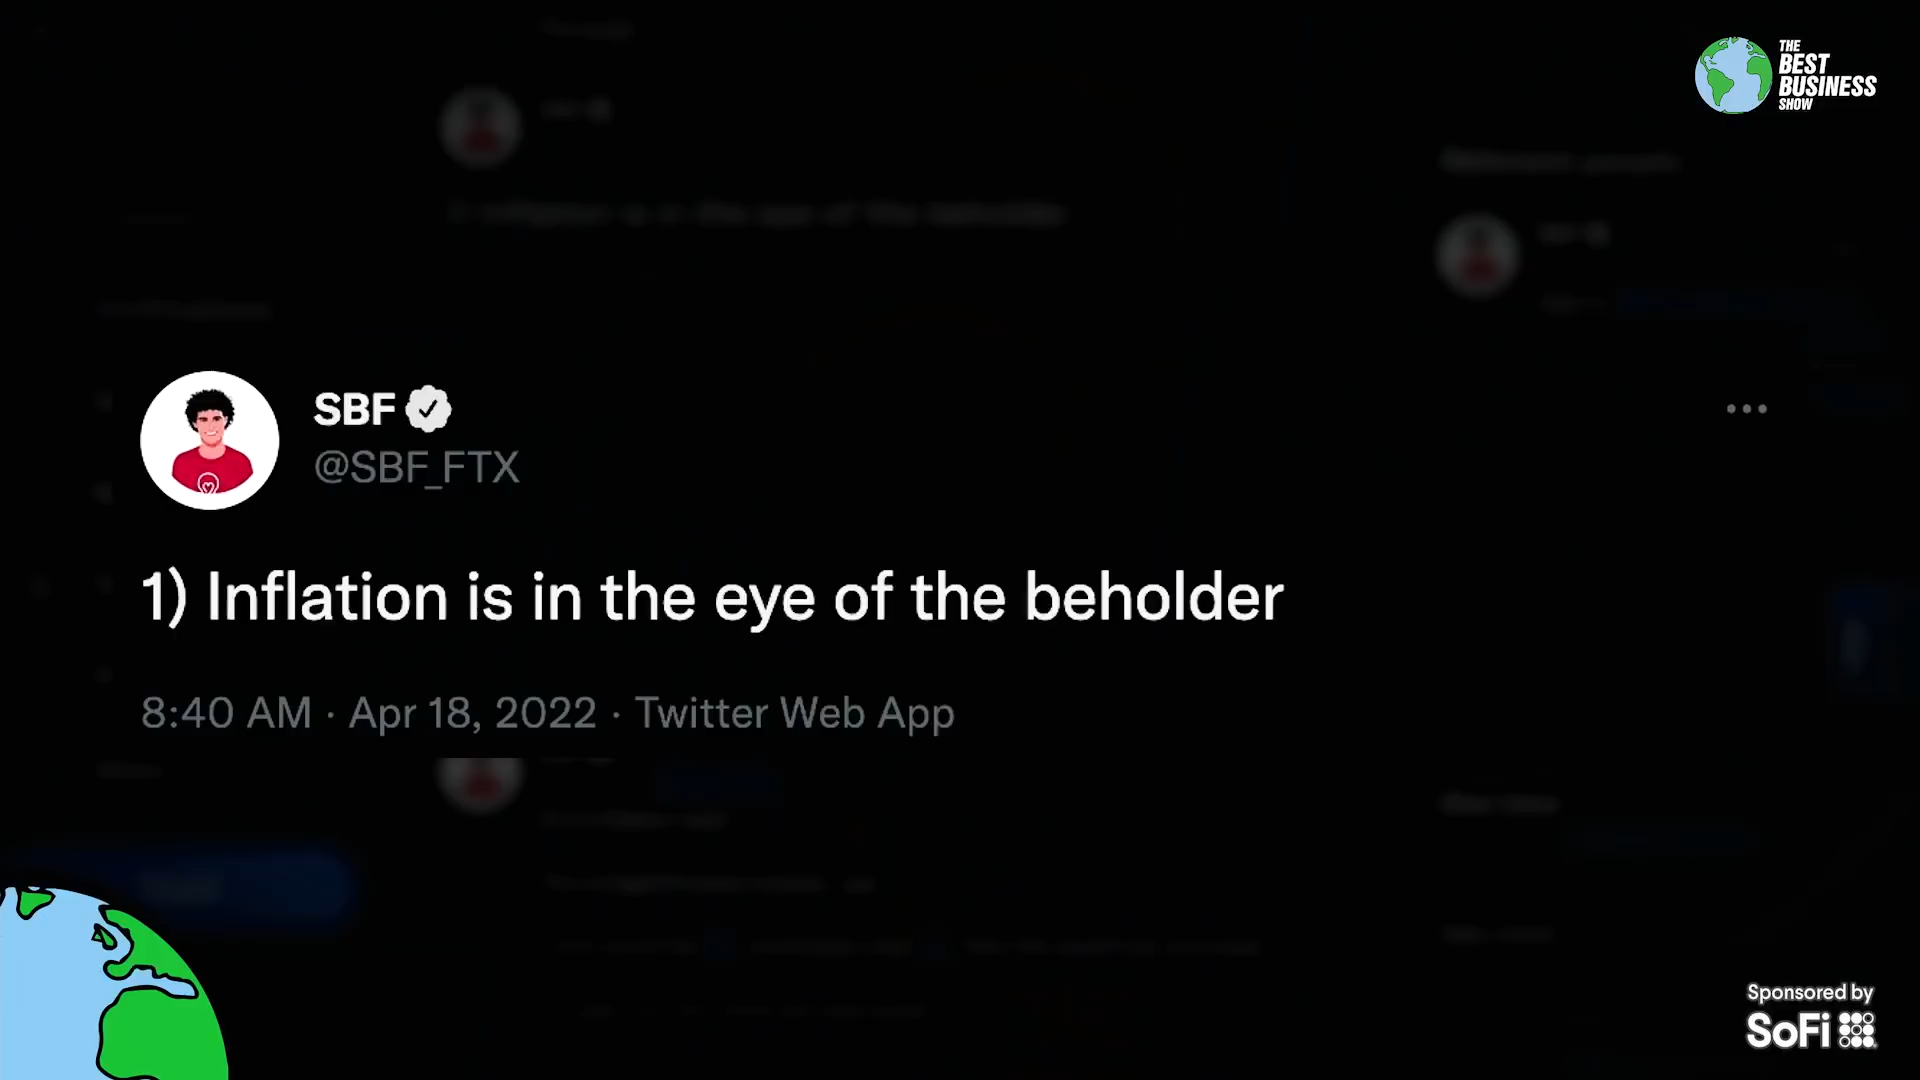 THE
BEST
BUSINESS
SHOW
SBF
@SBF_FTX
1) Inflation is in the eye of the beholder
8:40 AM · Apr 18, 2022 · Twitter Web App
Sponsored by
SoFi